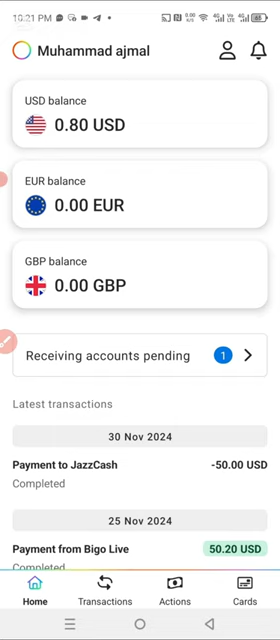 10:21 PM
Muhammad ajmal
USD balance
0.80 USD
EUR balance
0.00 EUR
GBP balance
0.00 GBP
Receiving accounts pending 1
Latest transactions
30 Nov 2024
Payment to JazzCash -50.00 USD
Completed
25 Nov 2024
Payment from Bigo Live 50.20 USD
Completed
Home Transactions Actions Cards